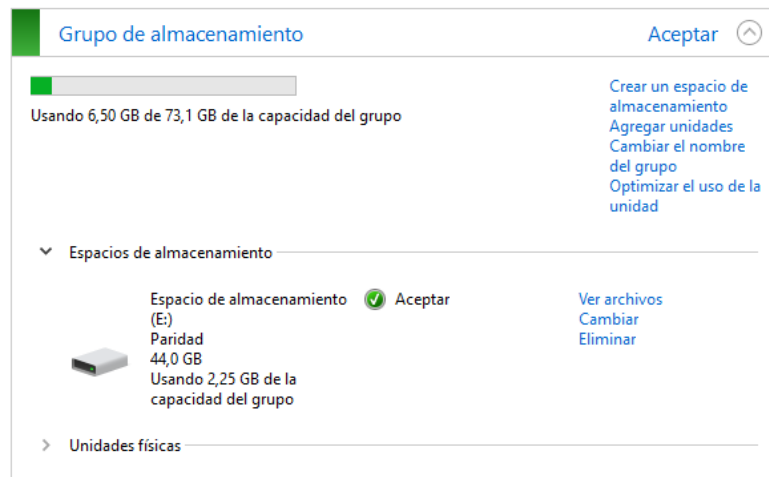 Grupo de almacenamiento
Aceptar
Usando 6,50 GB de 73,1 GB de la capacidad del grupo
Crear un espacio de
almacenamiento
Agregar unidades
Cambiar el nombre
del grupo
Optimizar el uso de la
unidad
Espacios de almacenamiento
Espacio de almacenamiento
(E:)
Paridad
44,0 GB
Usando 2,25 GB de la
capacidad del grupo
Aceptar
Ver archivos
Cambiar
Eliminar
Unidades físicas